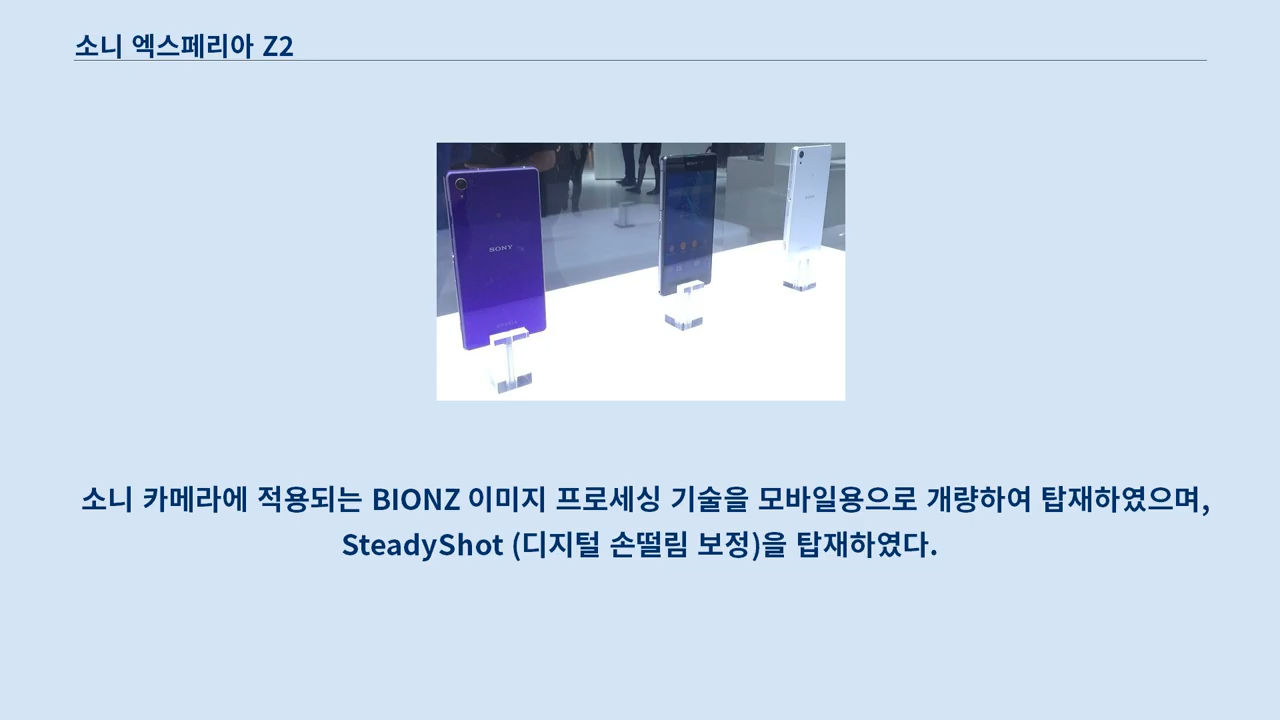 소니 엑스페리아 Z2
SONY
SONY
소니 카메라에 적용되는 BIONZ 이미지 프로세싱 기술을 모바일용으로 개량하여 탑재하였으며,
SteadyShot (디지털 손떨림 보정)을 탑재하였다.